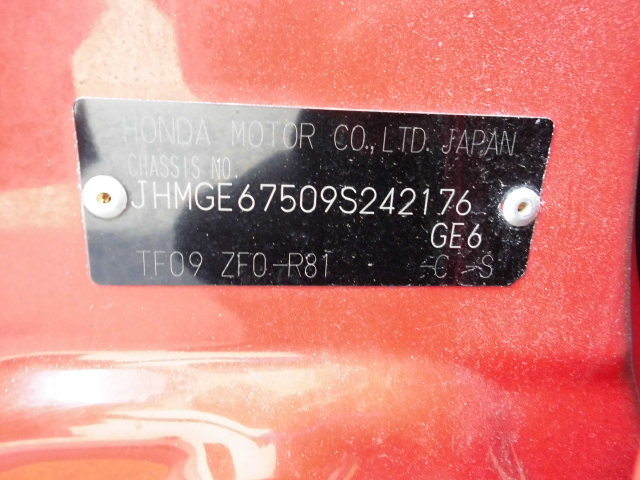 HONDA MOTOR CO.,LTD. JAPAN
CHASSIS NO.
JHMGE67509S242176
GE6
TF09 ZF0-R81 -C -S